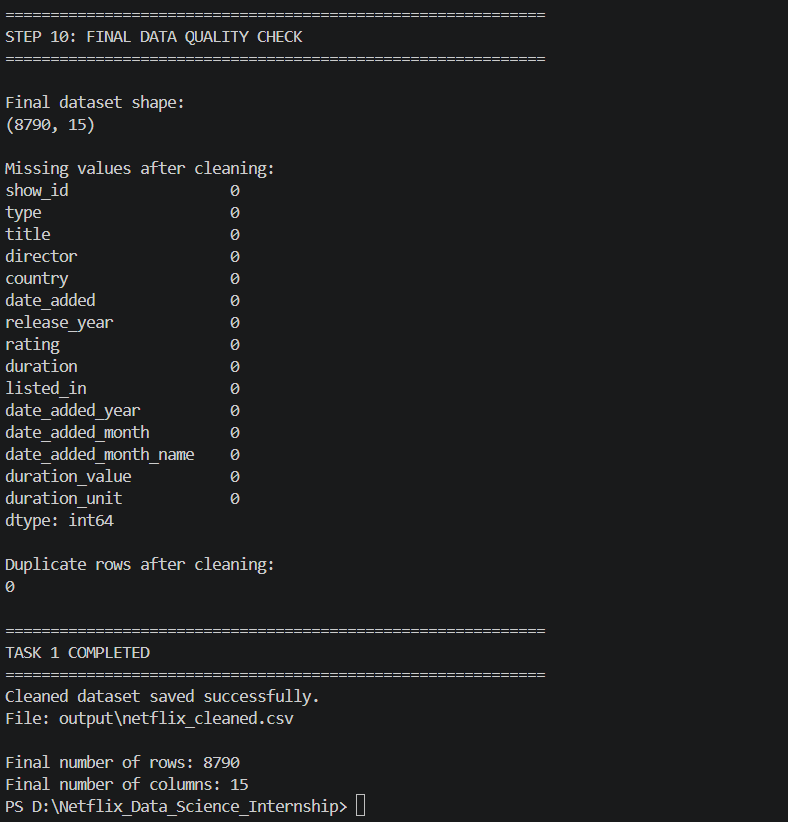 ============================================================
STEP 10: FINAL DATA QUALITY CHECK
============================================================
Final dataset shape:
(8790, 15)
Missing values after cleaning:
show_id                  0
type                     0
title                    0
director                 0
country                  0
date_added               0
release_year             0
rating                   0
duration                 0
listed_in                0
date_added_year          0
date_added_month         0
date_added_month_name    0
duration_value           0
duration_unit            0
dtype: int64
Duplicate rows after cleaning:
0
============================================================
TASK 1 COMPLETED
============================================================
Cleaned dataset saved successfully.
File: output\netflix_cleaned.csv
Final number of rows: 8790
Final number of columns: 15
PS D:\Netflix_Data_Science_Internship>